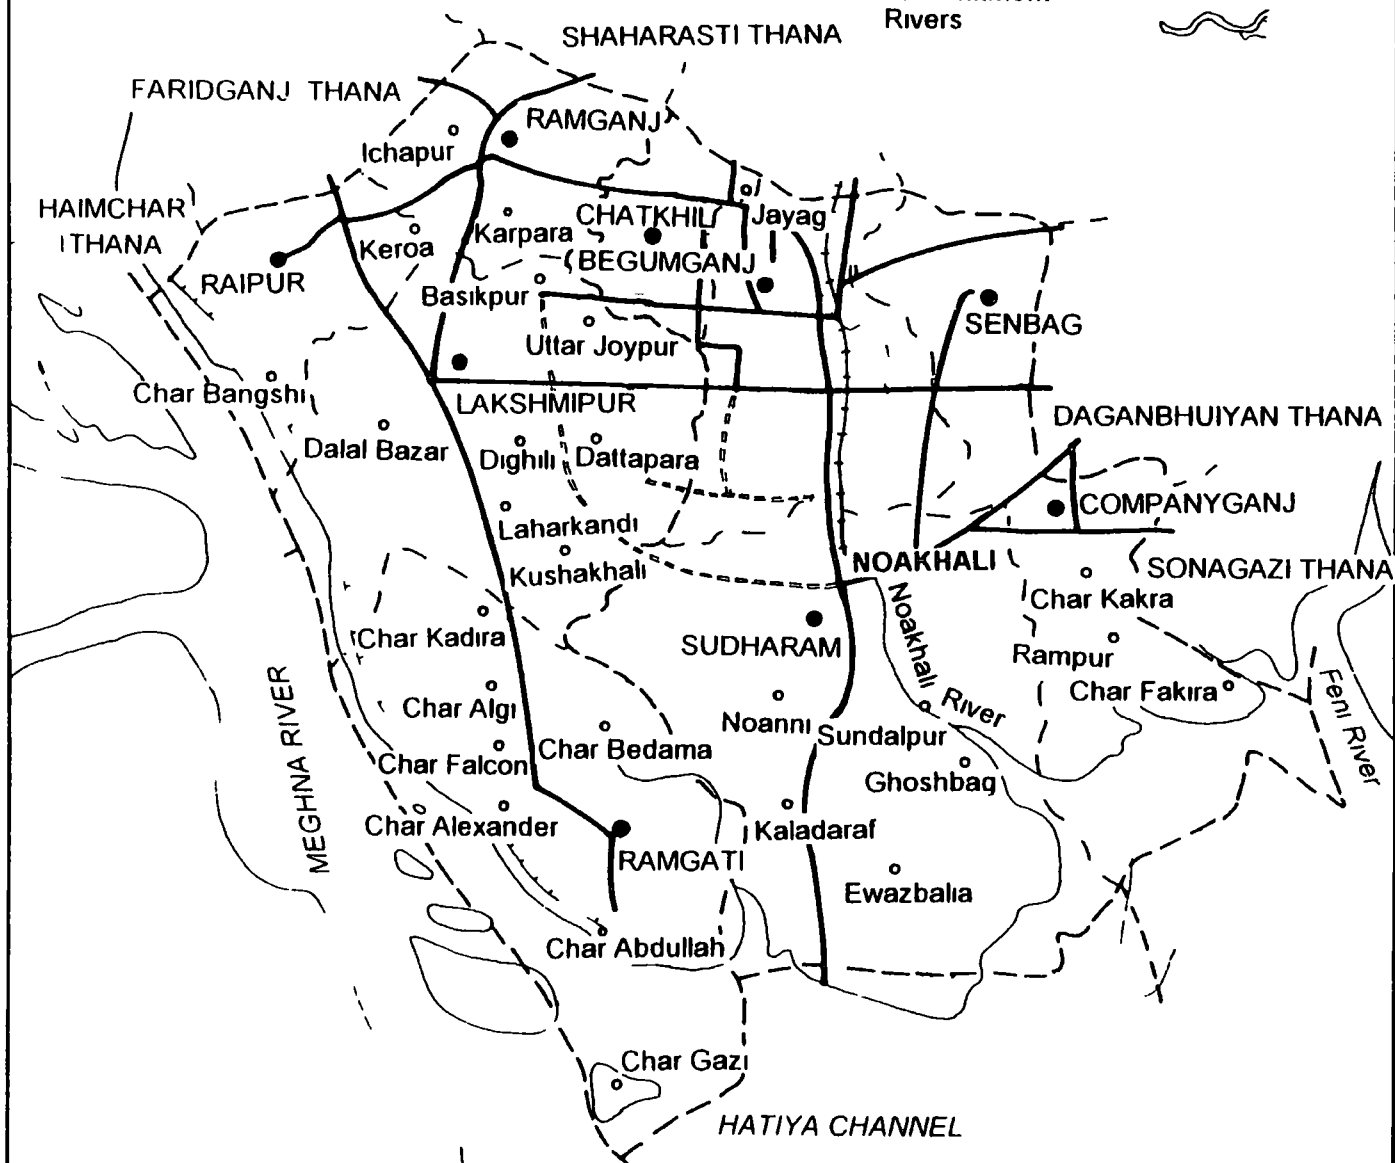 Rivers
SHAHARASTI THANA
FARIDGANJ THANA
RAMGANJ
Ichapur
HAIMCHAR
THANA
CHATKHIL
Jayag
Karpara
Keroa
BEGUMGANJ
RAIPUR
Basikpur
SENBAG
Uttar Joypur
Char Bangshi
LAKSHMIPUR
DAGANBHUIYAN THANA
Dalal Bazar
Dighili
Dattapara
COMPANYGANJ
Laharkandi
NOAKHALI
SONAGAZI THANA
Kushakhali
Char Kakra
Char Kadira
SUDHARAM
Noakhali River
Rampur
Char Fakira
Feni River
MEGHNA RIVER
Char Algi
Noanni
Sundalpur
Char Bedama
Char Falcon
Ghoshbag
Char Alexander
Kaladaraf
RAMGATI
Ewazbalia
Char Abdullah
Char Gazi
HATIYA CHANNEL